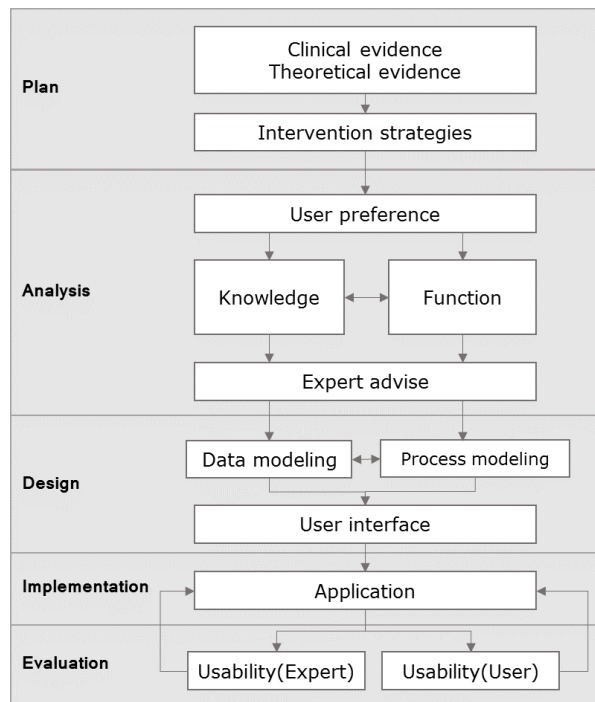 Plan
Clinical evidence
Theoretical evidence
Intervention strategies
Analysis
User preference
Knowledge
Function
Expert advise
Design
Data modeling
Process modeling
User interface
Implementation
Application
Evaluation
Usability(Expert)
Usability(User)